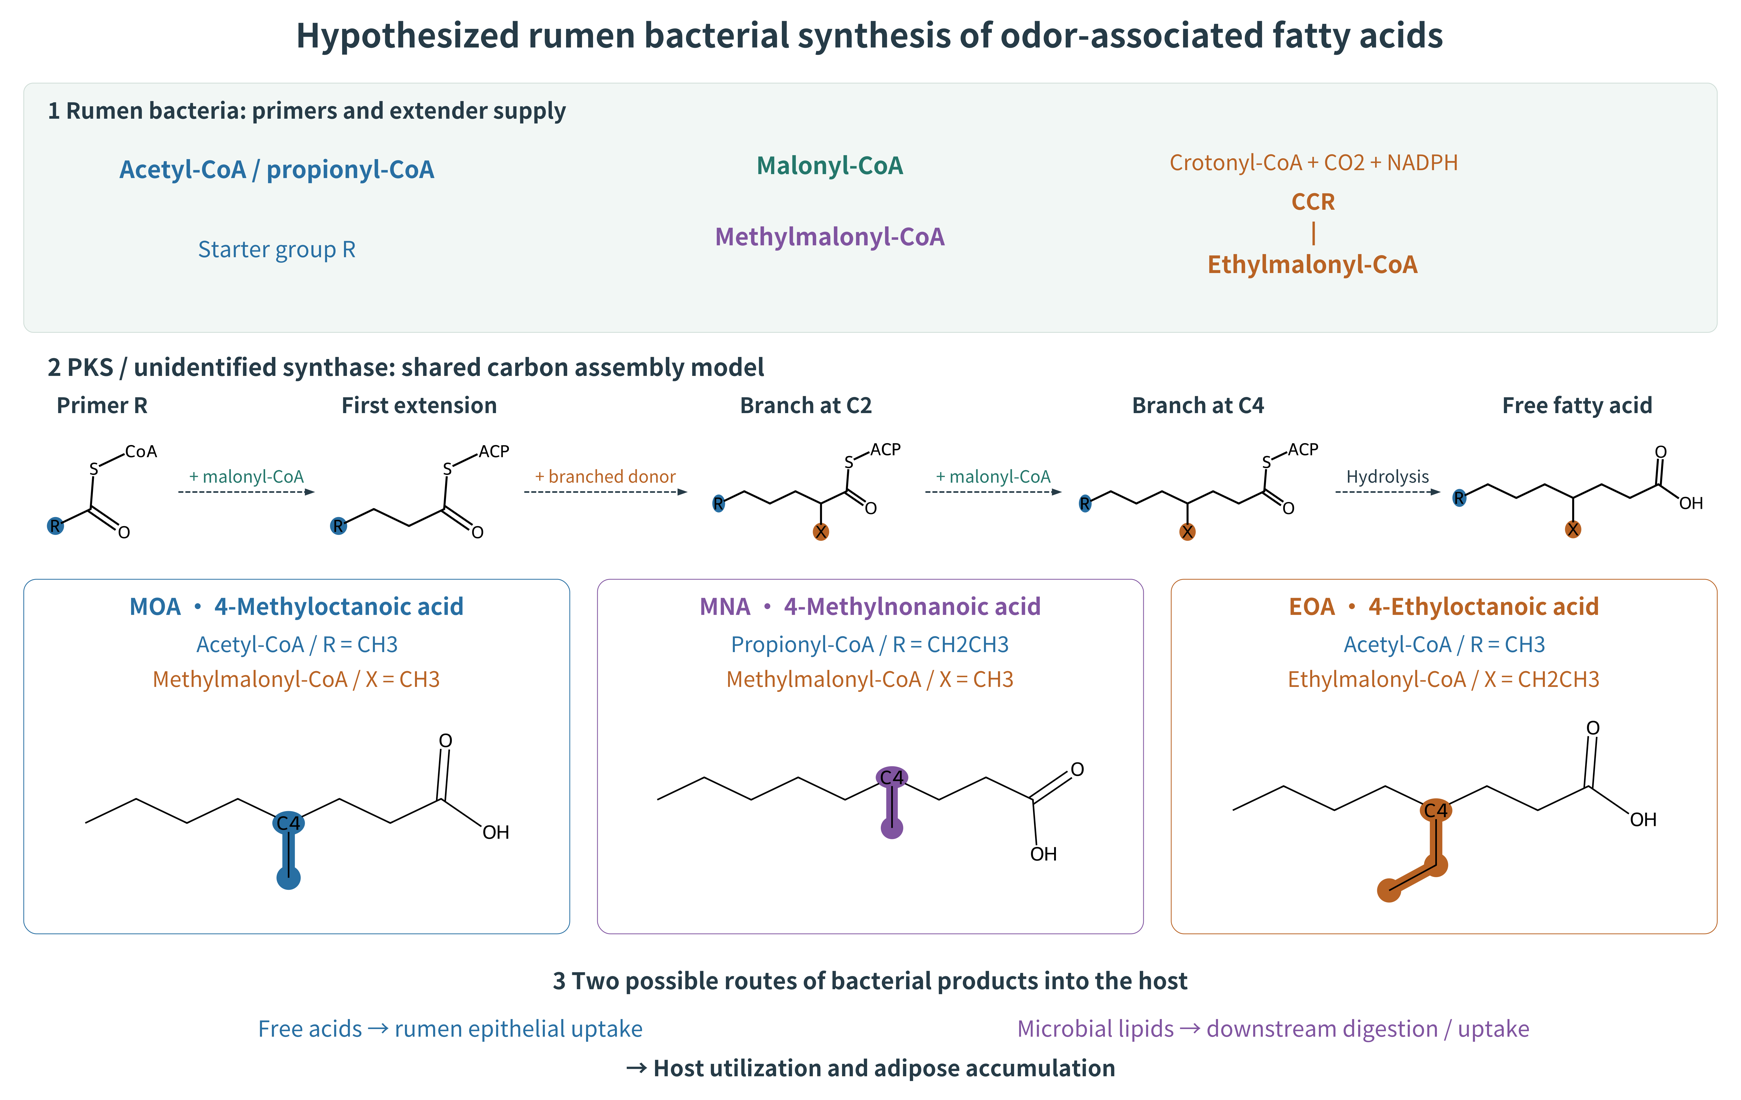 Hypothesized rumen bacterial synthesis of odor-associated fatty acids
1 Rumen bacteria: primers and extender supply
Acetyl-CoA / propionyl-CoA
Starter group R
Malonyl-CoA
Methylmalonyl-CoA
Crotonyl-CoA + CO2 + NADPH
CCR
|
Ethylmalonyl-CoA
2 PKS / unidentified synthase: shared carbon assembly model
Primer R
First extension
Branch at C2
Branch at C4
Free fatty acid
CoA
S
R
O
+ malonyl-CoA
ACP
S
R
O
+ branched donor
ACP
S
R
O
X
+ malonyl-CoA
ACP
S
R
O
X
Hydrolysis
O
R
OH
X
MOA • 4-Methyloctanoic acid
Acetyl-CoA / R = CH3
Methylmalonyl-CoA / X = CH3
O
C4
OH
MNA • 4-Methylnonanoic acid
Propionyl-CoA / R = CH2CH3
Methylmalonyl-CoA / X = CH3
C4
O
OH
EOA • 4-Ethyloctanoic acid
Acetyl-CoA / R = CH3
Ethylmalonyl-CoA / X = CH2CH3
O
C4
OH
3 Two possible routes of bacterial products into the host
Free acids → rumen epithelial uptake
Microbial lipids → downstream digestion / uptake
→ Host utilization and adipose accumulation